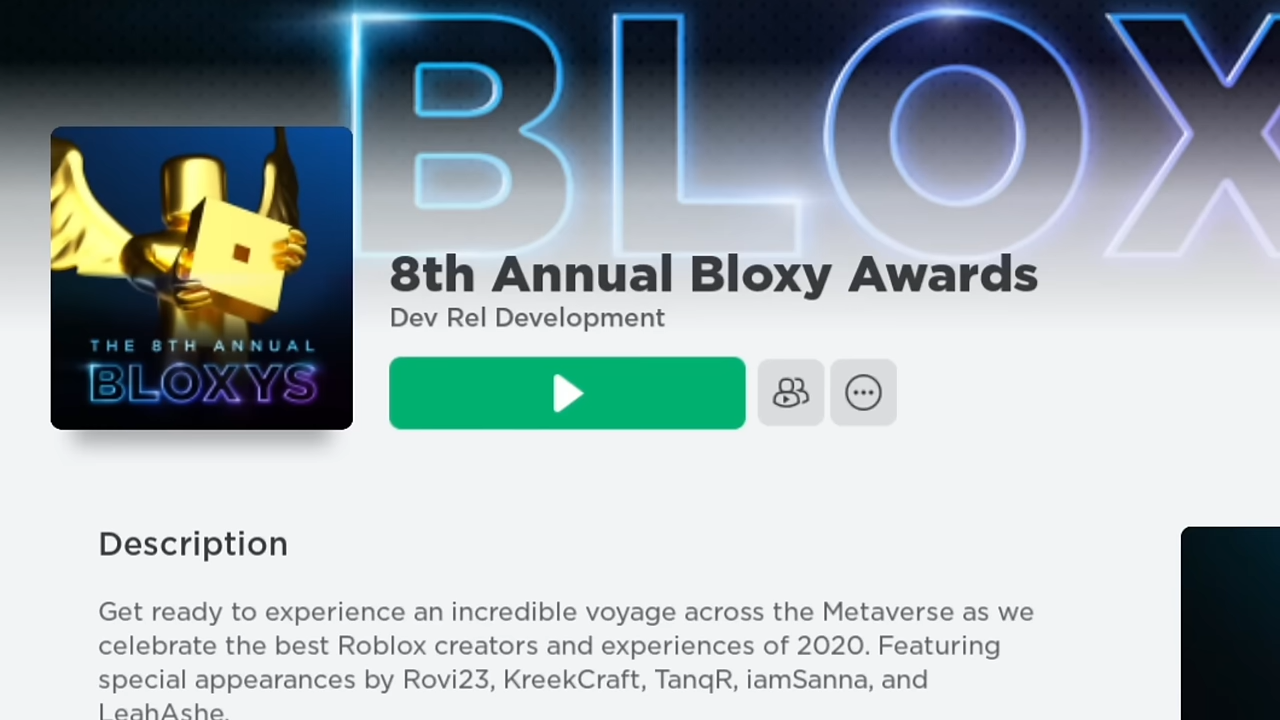 BLOX
THE 8TH ANNUAL
BLOXYS
8th Annual Bloxy Awards
Dev Rel Development
Description
Get ready to experience an incredible voyage across the Metaverse as we
celebrate the best Roblox creators and experiences of 2020. Featuring
special appearances by Rovi23, KreekCraft, TanqR, iamSanna, and
LeahAshe.